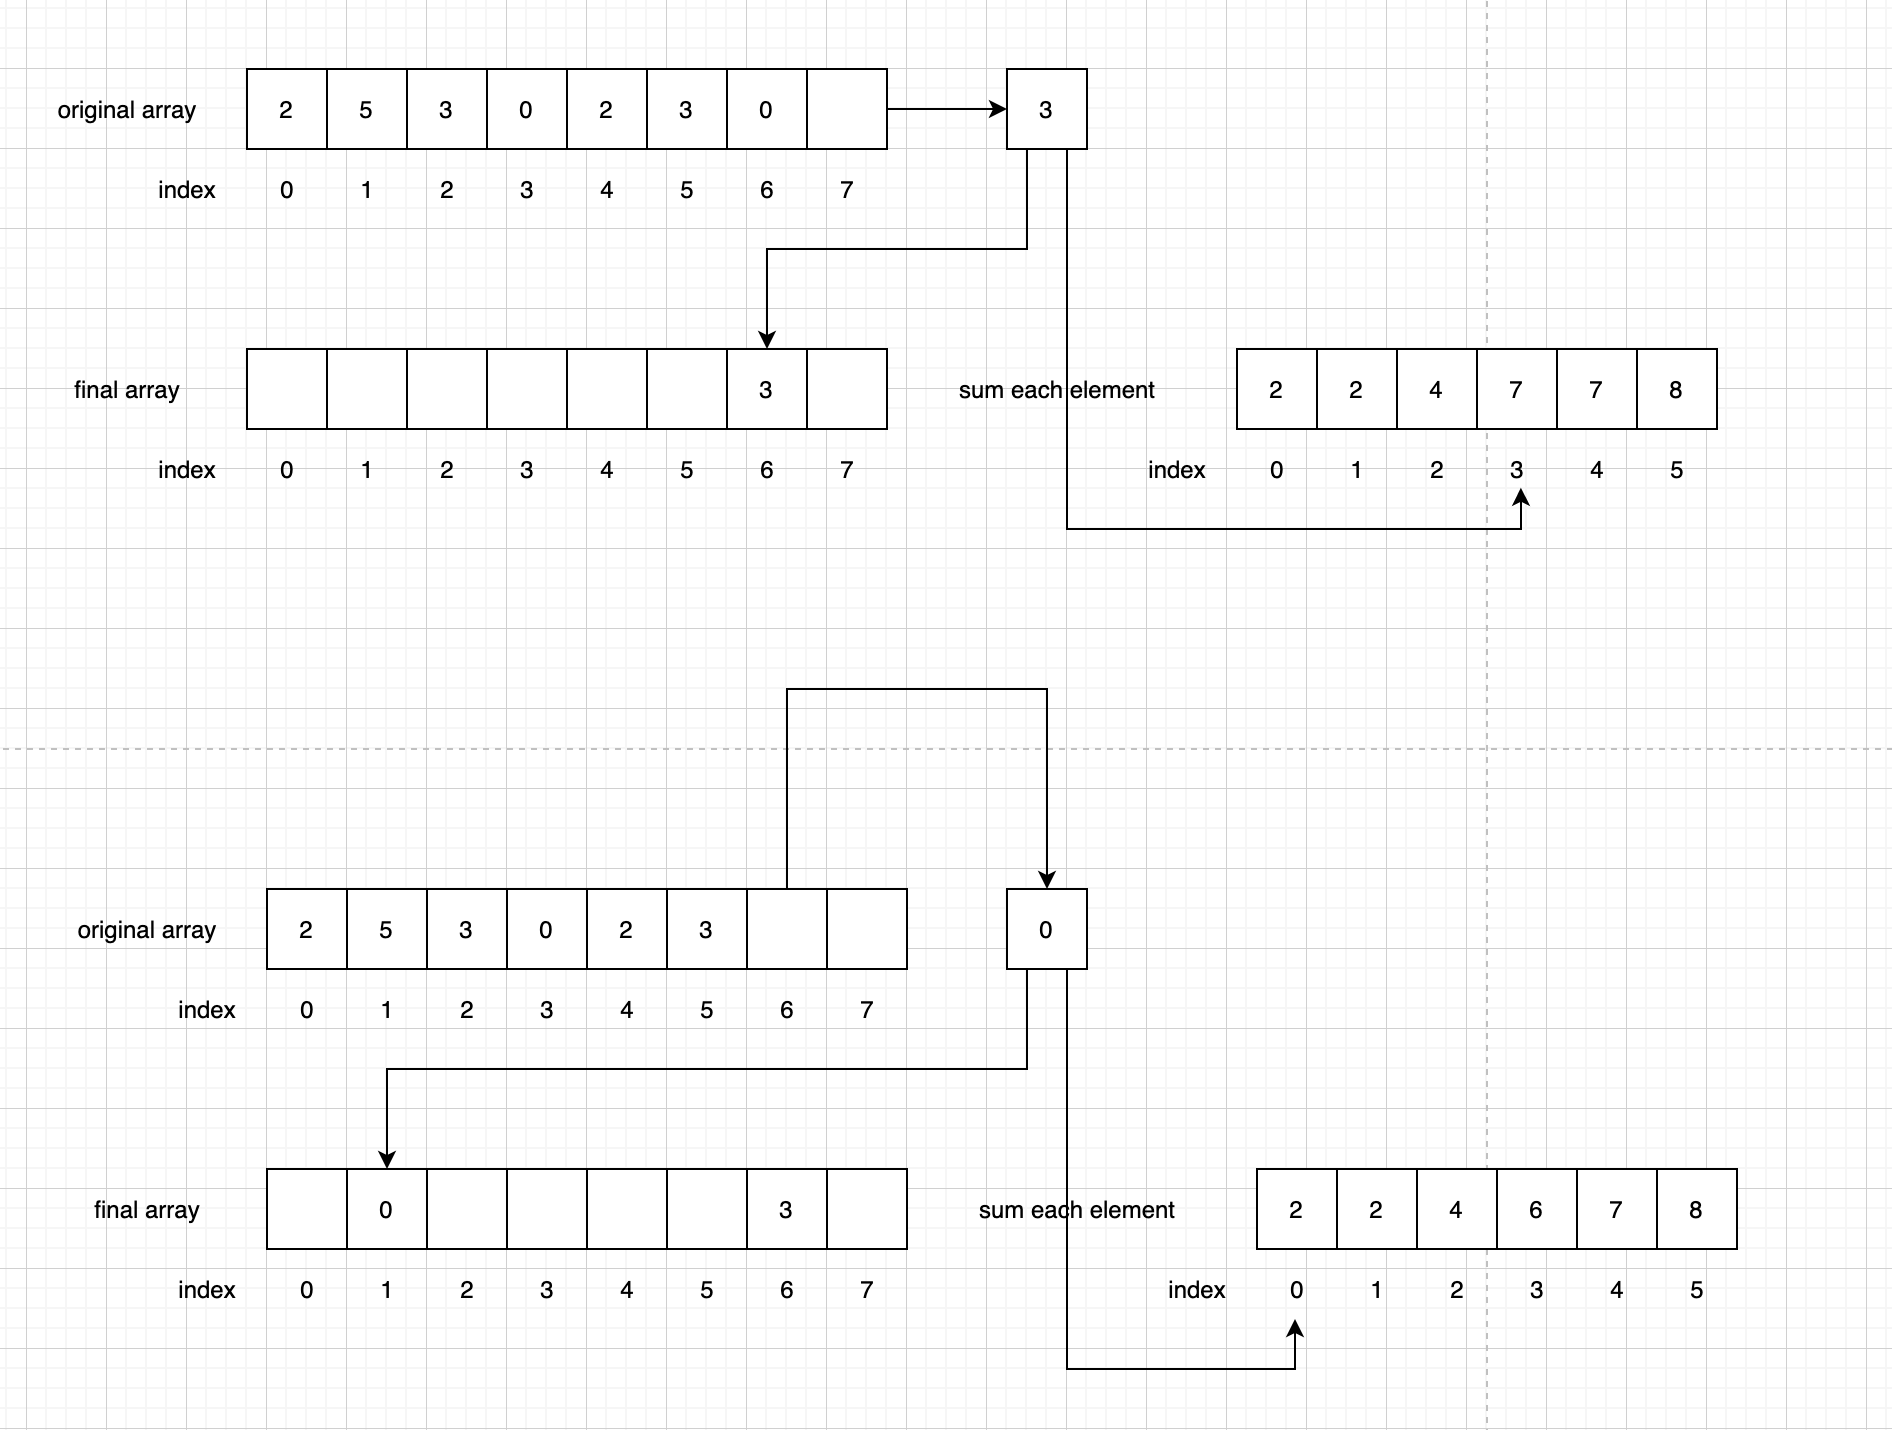 original array 2 5 3 0 2 3 0 3
index 0 1 2 3 4 5 6 7
final array 3 sum each element 2 2 4 7 7 8
index 0 1 2 3 4 5 6 7 index 0 1 2 3 4 5
original array 2 5 3 0 2 3 0
index 0 1 2 3 4 5 6 7
final array 0 3 sum each element 2 2 4 6 7 8
index 0 1 2 3 4 5 6 7 index 0 1 2 3 4 5